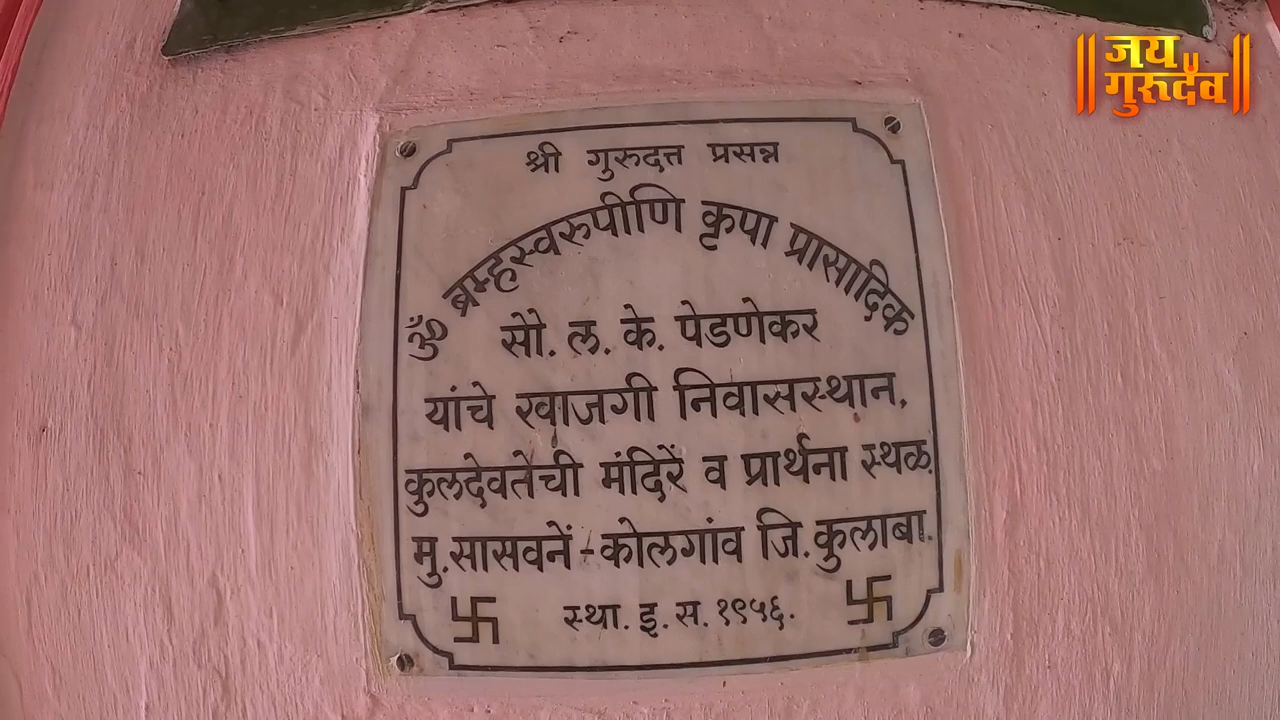 || जय गुरुदेव ||
श्री गुरुदत्त प्रसन्न
ॐ ब्रम्हस्वरुपीणि कृपा प्रासादिक
सौ. ल. के. पेडणेकर
यांचे खाजगी निवासस्थान,
कुलदेवतेची मंदिरें व प्रार्थना स्थळ,
मु. सासवनें - कोलगांव जि. कुलाबा.
स्था. इ. स. १९५६.